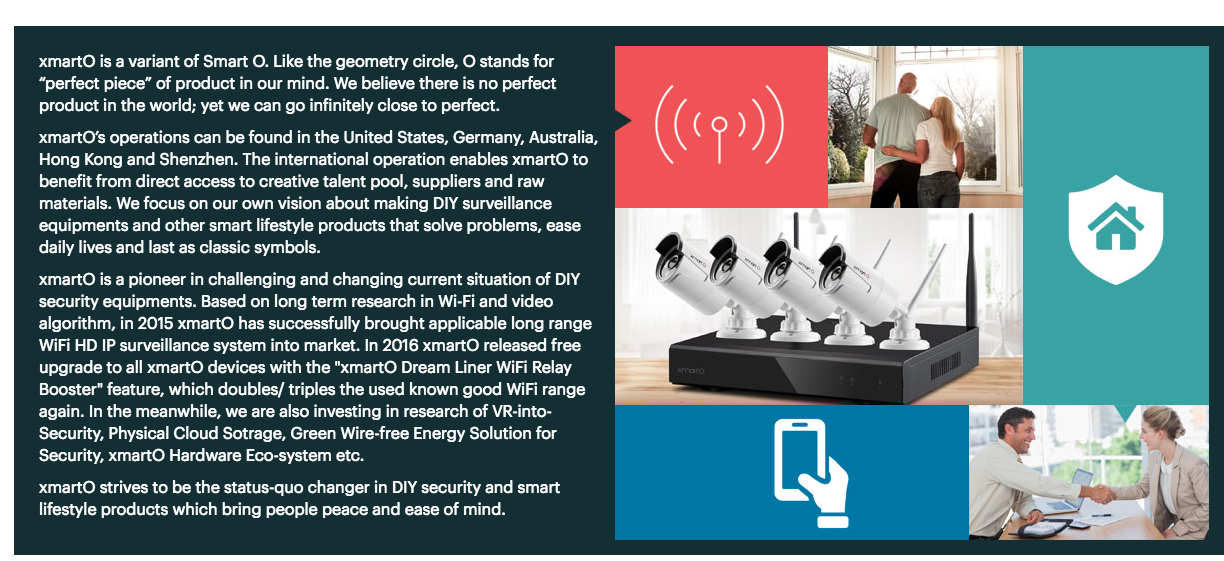 xmartO is a variant of Smart O. Like the geometry circle, O stands for
“perfect piece” of product in our mind. We believe there is no perfect
product in the world; yet we can go infinitely close to perfect.
xmartO’s operations can be found in the United States, Germany, Australia,
Hong Kong and Shenzhen. The international operation enables xmartO to
benefit from direct access to creative talent pool, suppliers and raw
materials. We focus on our own vision about making DIY surveillance
equipments and other smart lifestyle products that solve problems, ease
daily lives and last as classic symbols.
xmartO is a pioneer in challenging and changing current situation of DIY
security equipments. Based on long term research in Wi-Fi and video
algorithm, in 2015 xmartO has successfully brought applicable long range
WiFi HD IP surveillance system into market. In 2016 xmartO released free
upgrade to all xmartO devices with the "xmartO Dream Liner WiFi Relay
Booster" feature, which doubles/ triples the used known good WiFi range
again. In the meanwhile, we are also investing in research of VR-into-
Security, Physical Cloud Sotrage, Green Wire-free Energy Solution for
Security, xmartO Hardware Eco-system etc.
xmartO strives to be the status-quo changer in DIY security and smart
lifestyle products which bring people peace and ease of mind.
xmartO
xmartO
xmartO
xmartO
xmartO